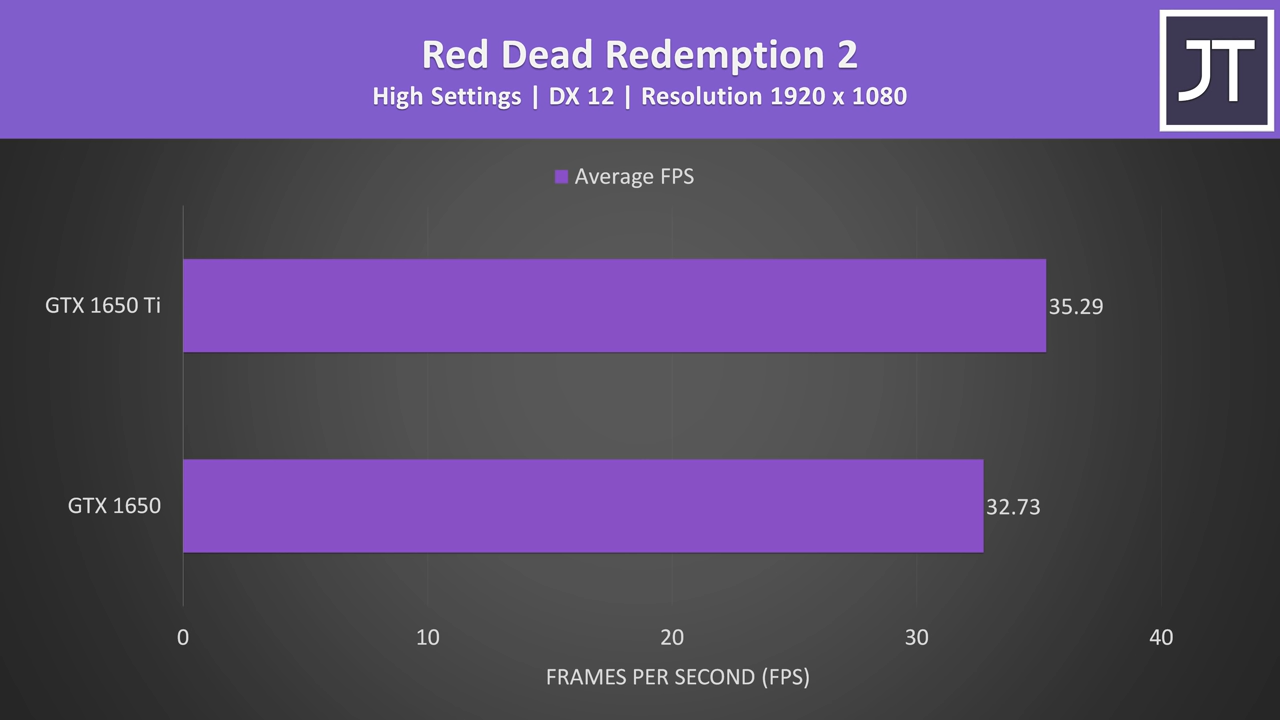 Red Dead Redemption 2
High Settings | DX 12 | Resolution 1920 x 1080
JT
Average FPS
GTX 1650 Ti
35.29
GTX 1650
32.73
0 10 20 30 40
FRAMES PER SECOND (FPS)